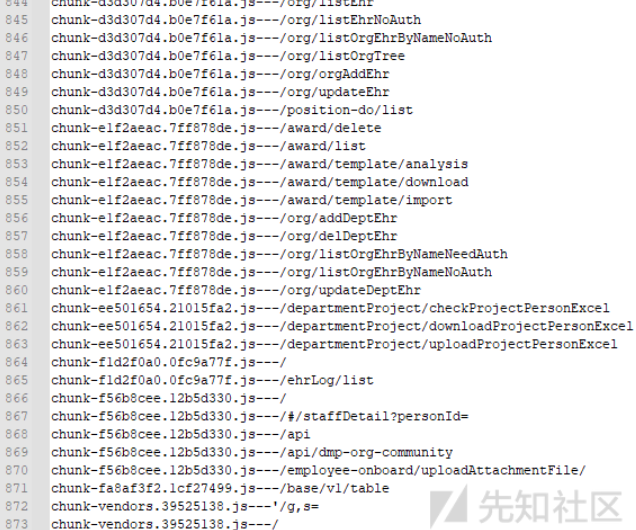 844 chunk-d3d307d4.b0e7f61a.js---/org/listEhr
845 chunk-d3d307d4.b0e7f61a.js---/org/listEhrNoAuth
846 chunk-d3d307d4.b0e7f61a.js---/org/listOrgEhrByNameNoAuth
847 chunk-d3d307d4.b0e7f61a.js---/org/listOrgTree
848 chunk-d3d307d4.b0e7f61a.js---/org/orgAddEhr
849 chunk-d3d307d4.b0e7f61a.js---/org/updateEhr
850 chunk-d3d307d4.b0e7f61a.js---/position-do/list
851 chunk-e1f2aeac.7ff878de.js---/award/delete
852 chunk-e1f2aeac.7ff878de.js---/award/list
853 chunk-e1f2aeac.7ff878de.js---/award/template/analysis
854 chunk-e1f2aeac.7ff878de.js---/award/template/download
855 chunk-e1f2aeac.7ff878de.js---/award/template/import
856 chunk-e1f2aeac.7ff878de.js---/org/addDeptEhr
857 chunk-e1f2aeac.7ff878de.js---/org/delDeptEhr
858 chunk-e1f2aeac.7ff878de.js---/org/listOrgEhrByNameNeedAuth
859 chunk-e1f2aeac.7ff878de.js---/org/listOrgEhrByNameNoAuth
860 chunk-e1f2aeac.7ff878de.js---/org/updateDeptEhr
861 chunk-ee501654.21015fa2.js---/departmentProject/checkProjectPersonExcel
862 chunk-ee501654.21015fa2.js---/departmentProject/downloadProjectPersonExcel
863 chunk-ee501654.21015fa2.js---/departmentProject/uploadProjectPersonExcel
864 chunk-f1d2f0a0.0fc9a77f.js---/
865 chunk-f1d2f0a0.0fc9a77f.js---/ehrLog/list
866 chunk-f56b8cee.12b5d330.js---/
867 chunk-f56b8cee.12b5d330.js---/#/staffDetail?personId=
868 chunk-f56b8cee.12b5d330.js---/api
869 chunk-f56b8cee.12b5d330.js---/api/dmp-org-community
870 chunk-f56b8cee.12b5d330.js---/employee-onboard/uploadAttachmentFile/
871 chunk-fa8af3f2.1cf27499.js---/base/v1/table
872 chunk-vendors.39525138.js---'/g,s=
873 chunk-vendors.39525138.js---/
先知社区